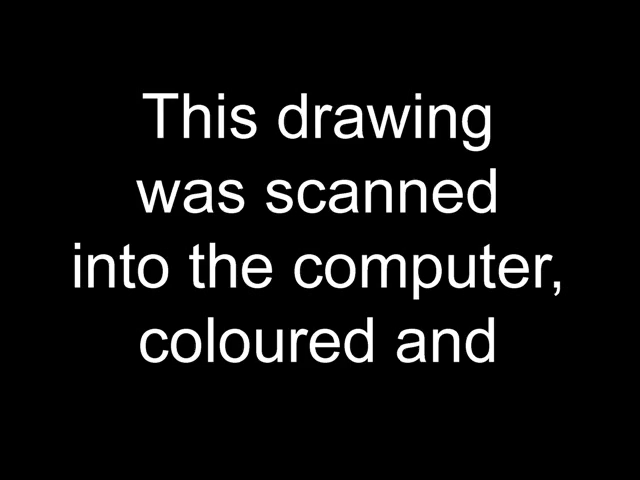 This drawing
was scanned
into the computer,
coloured and